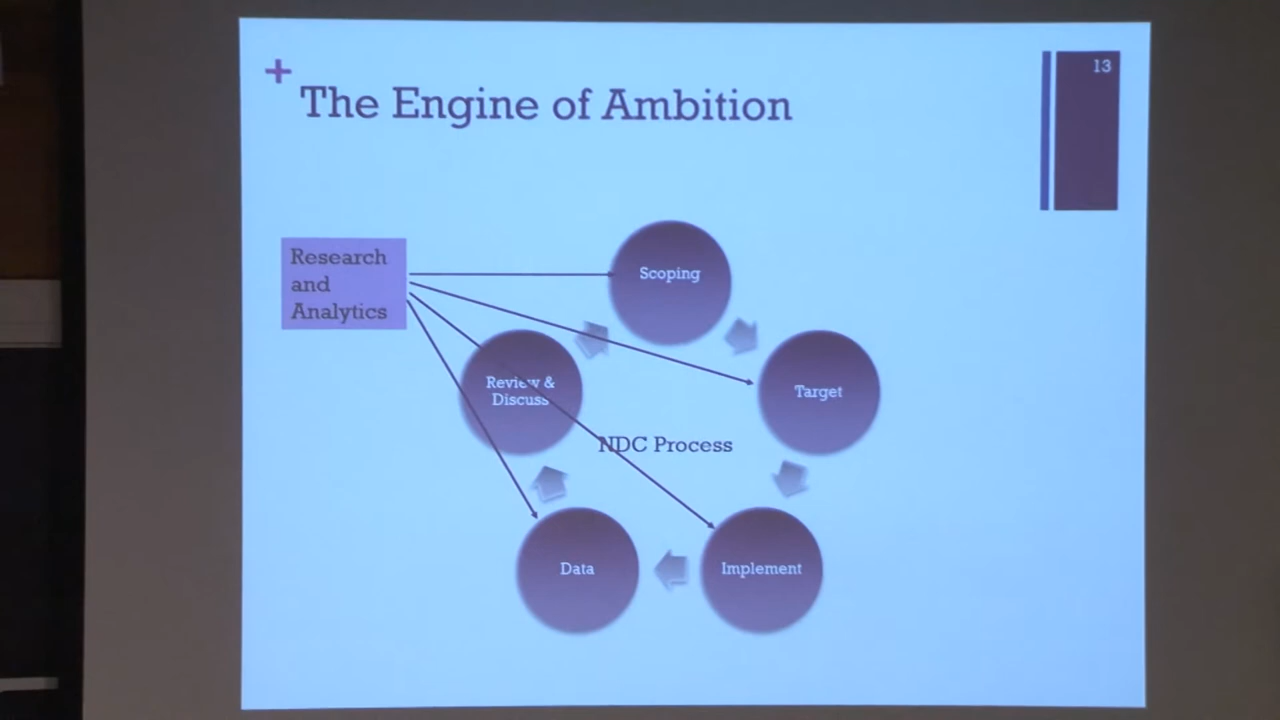 +
The Engine of Ambition
13
Research
and
Analytics
Scoping
Target
Review &
Discuss
NDC Process
Data
Implement